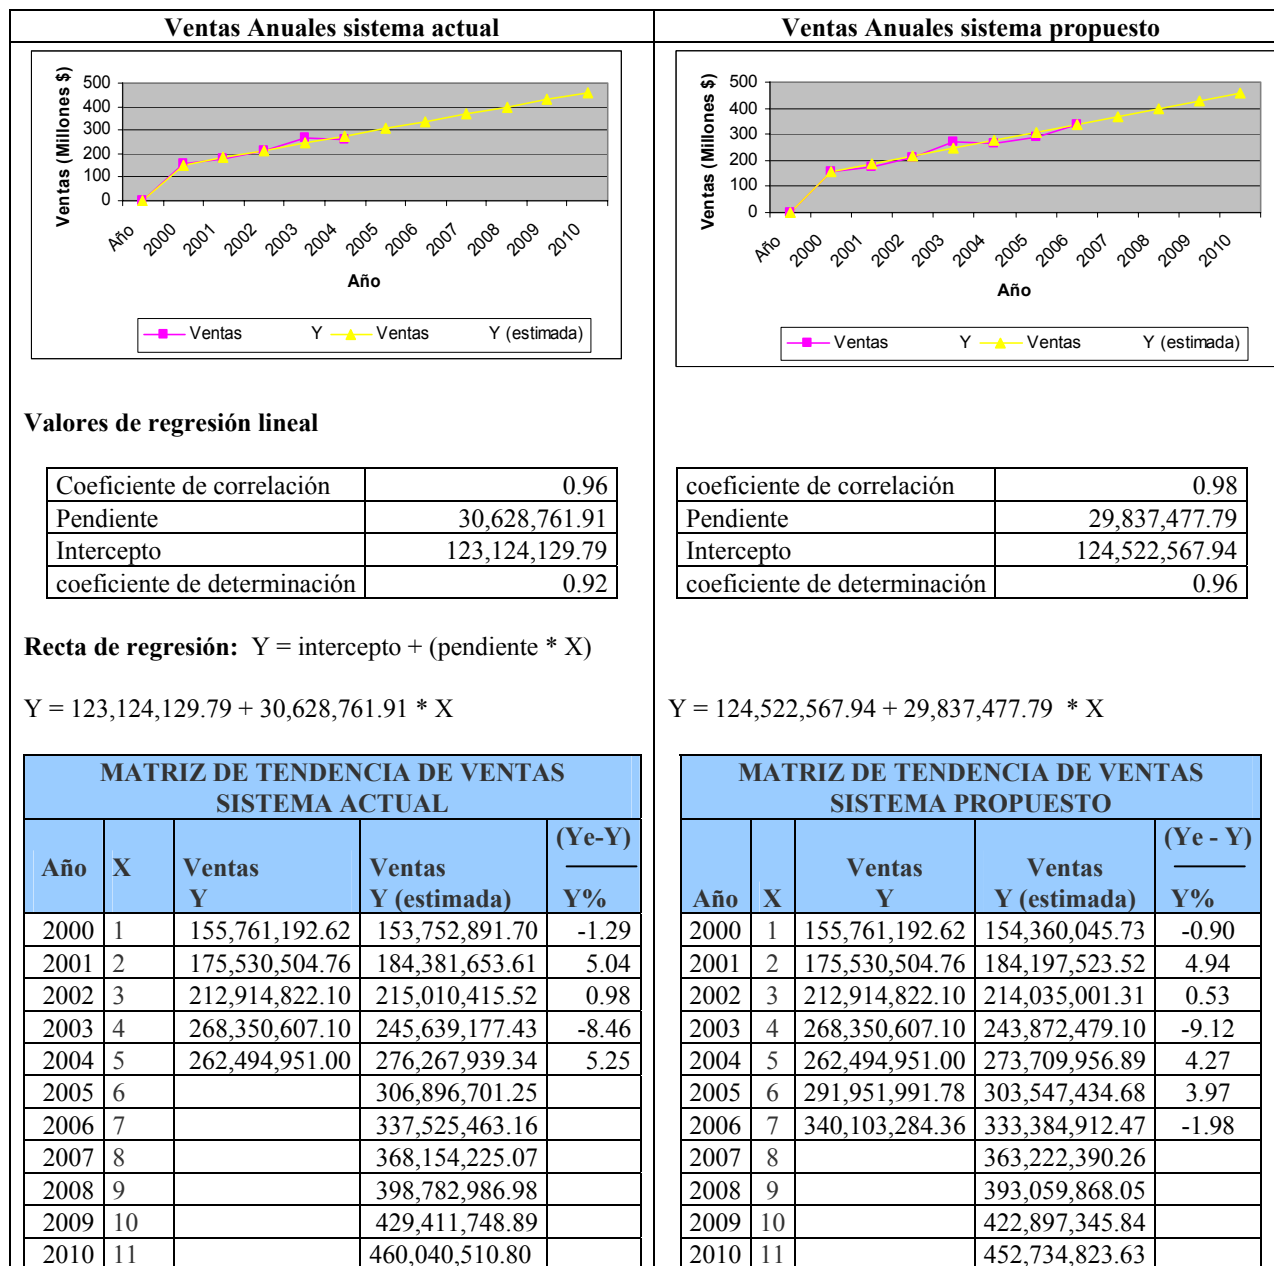 Ventas Anuales sistema actual
Ventas (Millones $)
500
400
300
200
100
0
Año 2000 2001 2002 2003 2004 2005 2006 2007 2008 2009 2010
Año
Ventas Y Ventas Y (estimada)
Ventas Anuales sistema propuesto
Ventas (Millones $)
500
400
300
200
100
0
Año 2000 2001 2002 2003 2004 2005 2006 2007 2008 2009 2010
Año
Ventas Y Ventas Y (estimada)
Valores de regresión lineal
Coeficiente de correlación 0.96
Pendiente 30,628,761.91
Intercepto 123,124,129.79
coeficiente de determinación 0.92
coeficiente de correlación 0.98
Pendiente 29,837,477.79
Intercepto 124,522,567.94
coeficiente de determinación 0.96
Recta de regresión: Y = intercepto + (pendiente * X)
Y = 123,124,129.79 + 30,628,761.91 * X
Y = 124,522,567.94 + 29,837,477.79 * X
MATRIZ DE TENDENCIA DE VENTAS
SISTEMA ACTUAL
(Ye-Y)
Año X Ventas Ventas
Y Y (estimada) Y%
2000 1 155,761,192.62 153,752,891.70 -1.29
2001 2 175,530,504.76 184,381,653.61 5.04
2002 3 212,914,822.10 215,010,415.52 0.98
2003 4 268,350,607.10 245,639,177.43 -8.46
2004 5 262,494,951.00 276,267,939.34 5.25
2005 6 306,896,701.25
2006 7 337,525,463.16
2007 8 368,154,225.07
2008 9 398,782,986.98
2009 10 429,411,748.89
2010 11 460,040,510.80
MATRIZ DE TENDENCIA DE VENTAS
SISTEMA PROPUESTO
(Ye - Y)
Ventas Ventas
Año X Y Y (estimada) Y%
2000 1 155,761,192.62 154,360,045.73 -0.90
2001 2 175,530,504.76 184,197,523.52 4.94
2002 3 212,914,822.10 214,035,001.31 0.53
2003 4 268,350,607.10 243,872,479.10 -9.12
2004 5 262,494,951.00 273,709,956.89 4.27
2005 6 291,951,991.78 303,547,434.68 3.97
2006 7 340,103,284.36 333,384,912.47 -1.98
2007 8 363,222,390.26
2008 9 393,059,868.05
2009 10 422,897,345.84
2010 11 452,734,823.63